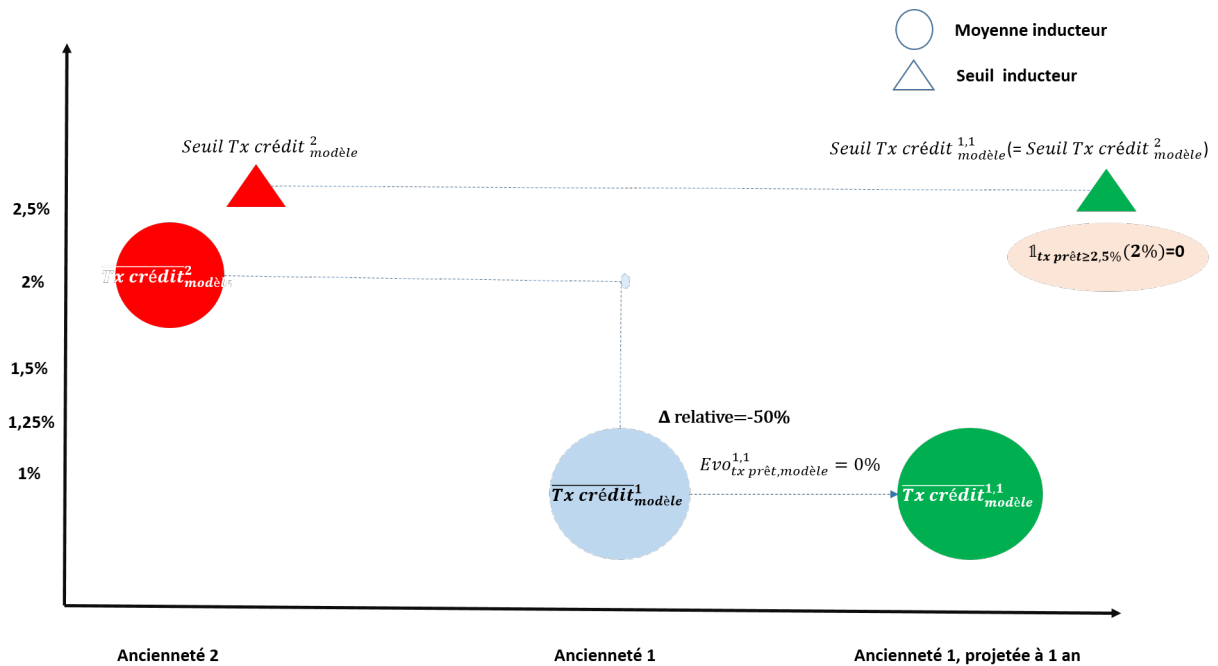 Moyenne inducteur
Seuil inducteur
Seuil Tx crédit ²modèle
Seuil Tx crédit ¹,¹modèle(= Seuil Tx crédit ²modèle)
2,5%
𝟙tx prêt≥2,5%(2%)=0
Tx crédit²modèle
2%
1,5%
1,25%
Δ relative=-50%
1%
Evo¹,¹tx prêt,modèle = 0%
Tx crédit¹modèle
Tx crédit¹,¹modèle
Ancienneté 2
Ancienneté 1
Ancienneté 1, projetée à 1 an